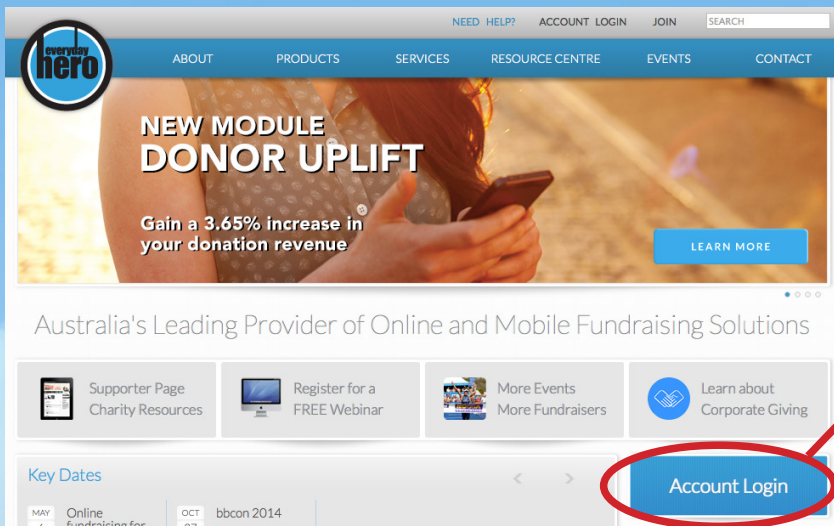 NEED HELP? ACCOUNT LOGIN JOIN SEARCH
everyday
hero
ABOUT PRODUCTS SERVICES RESOURCE CENTRE EVENTS CONTACT
NEW MODULE
DONOR UPLIFT
Gain a 3.65% increase in
your donation revenue
LEARN MORE
Australia's Leading Provider of Online and Mobile Fundraising Solutions
Supporter Page
Charity Resources
Register for a
FREE Webinar
More Events
More Fundraisers
Learn about
Corporate Giving
Key Dates
Account Login
MAY Online
fundraising for
OCT bbcon 2014